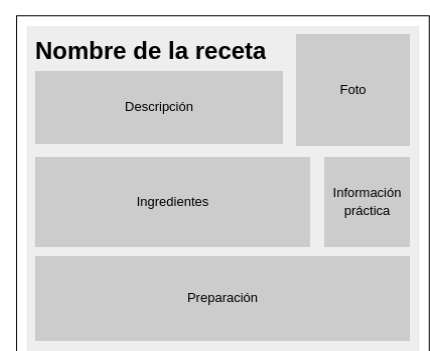 Nombre de la receta
Foto
Descripción
Ingredientes
Información
práctica
Preparación